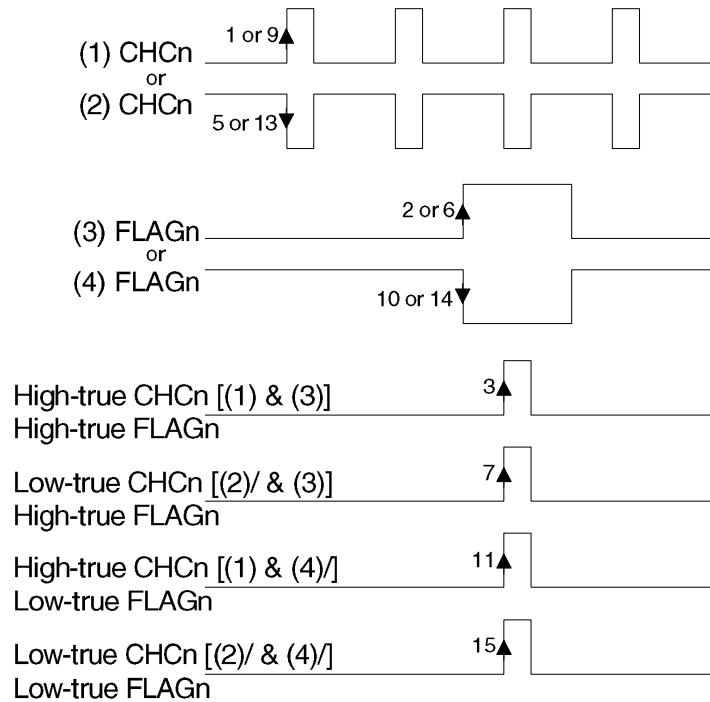 1 or 9
(1) CHCn
or
(2) CHCn
5 or 13
2 or 6
(3) FLAGn
or
(4) FLAGn
10 or 14
High-true CHCn [(1) & (3)]
High-true FLAGn
3
Low-true CHCn [(2)/ & (3)]
High-true FLAGn
7
High-true CHCn [(1) & (4)/]
Low-true FLAGn
11
Low-true CHCn [(2)/ & (4)/]
Low-true FLAGn
15